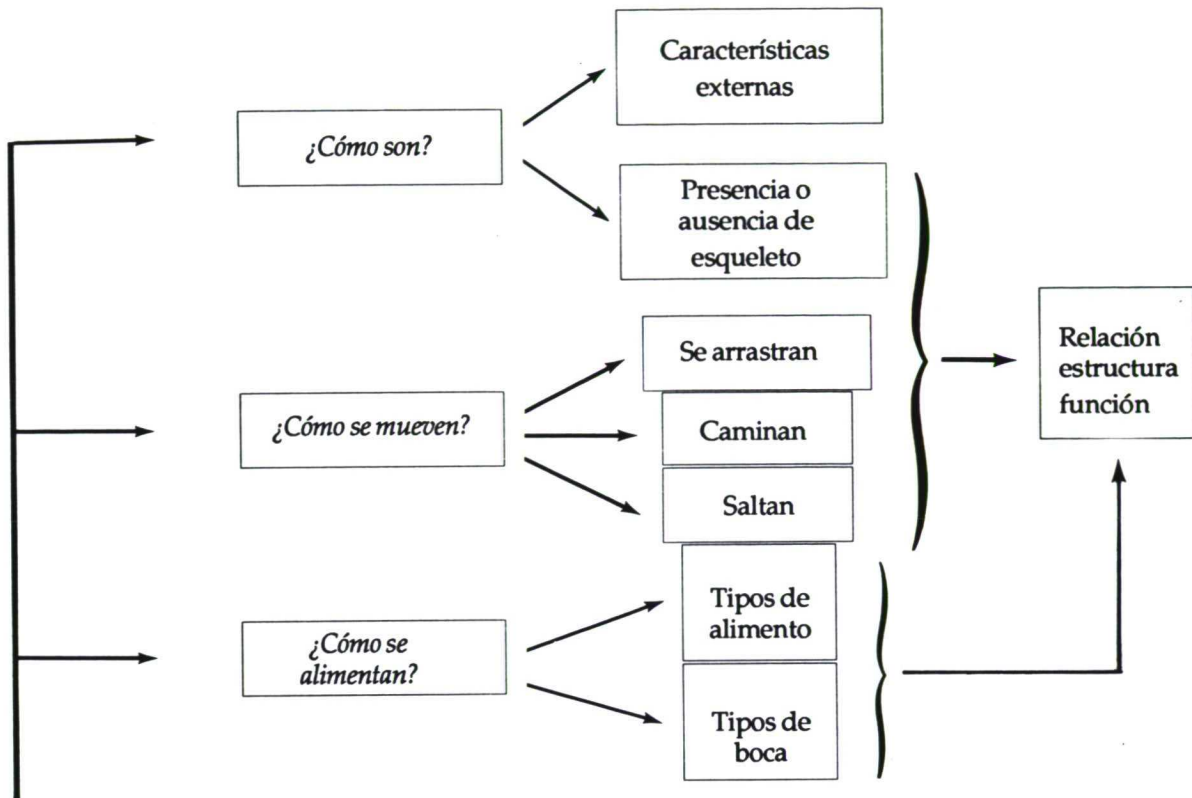 Características
externas
¿Cómo son?
Presencia o
ausencia de
esqueleto
Se arrastran
¿Cómo se mueven?
Caminan
Saltan
Relación
estructura
función
Tipos de
alimento
¿Cómo se
alimentan?
Tipos de
boca